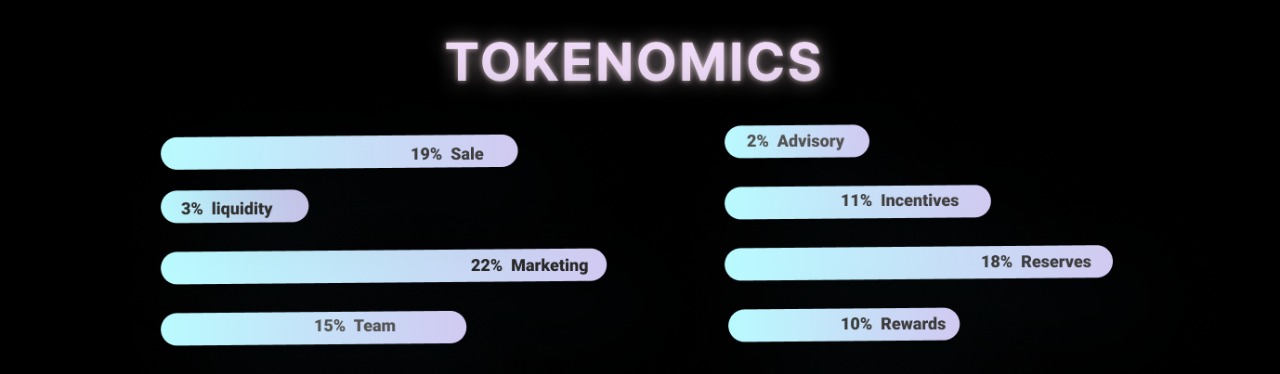 TOKENOMICS
19% Sale
3% liquidity
22% Marketing
15% Team
2% Advisory
11% Incentives
18% Reserves
10% Rewards